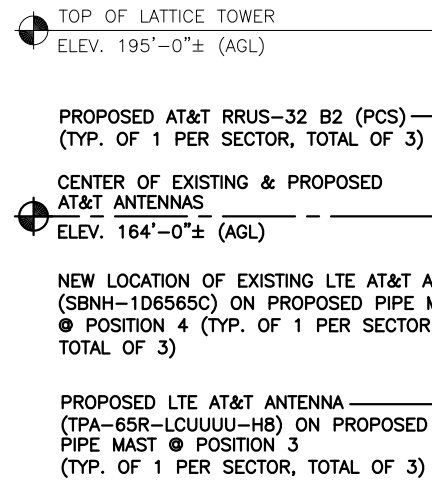 TOP OF LATTICE TOWER
ELEV. 195'-0"± (AGL)
PROPOSED AT&T RRUS-32 B2 (PCS)
(TYP. OF 1 PER SECTOR, TOTAL OF 3)
CENTER OF EXISTING & PROPOSED
AT&T ANTENNAS
ELEV. 164'-0"± (AGL)
NEW LOCATION OF EXISTING LTE AT&T
(SBNH-1D6565C) ON PROPOSED PIPE
@ POSITION 4 (TYP. OF 1 PER SECTOR
TOTAL OF 3)
PROPOSED LTE AT&T ANTENNA
(TPA-65R-LCUUUU-H8) ON PROPOSED
PIPE MAST @ POSITION 3
(TYP. OF 1 PER SECTOR, TOTAL OF 3)